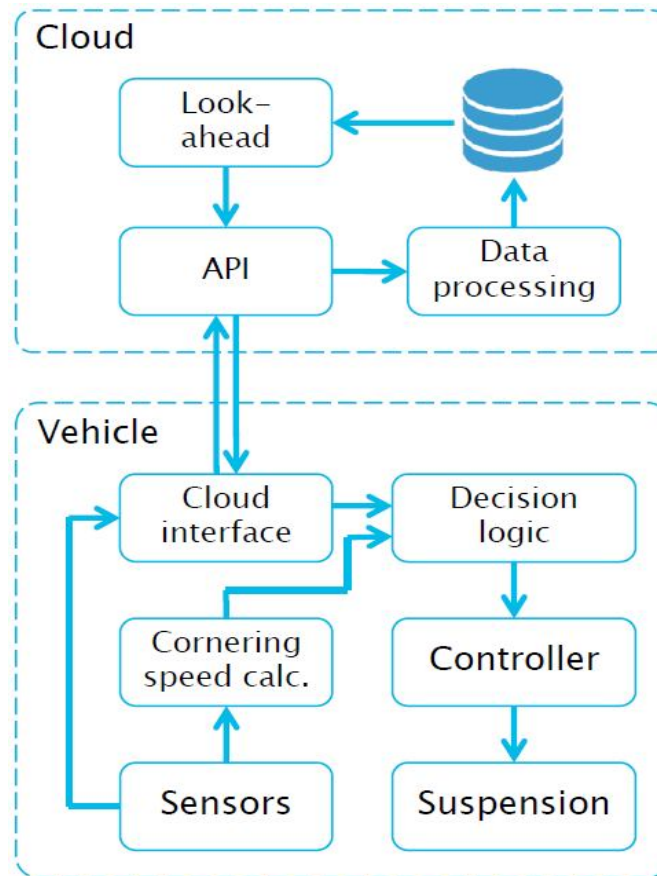 Cloud
Look-
ahead
API
Data
processing
Vehicle
Cloud
interface
Decision
logic
Cornering
speed calc.
Controller
Sensors
Suspension